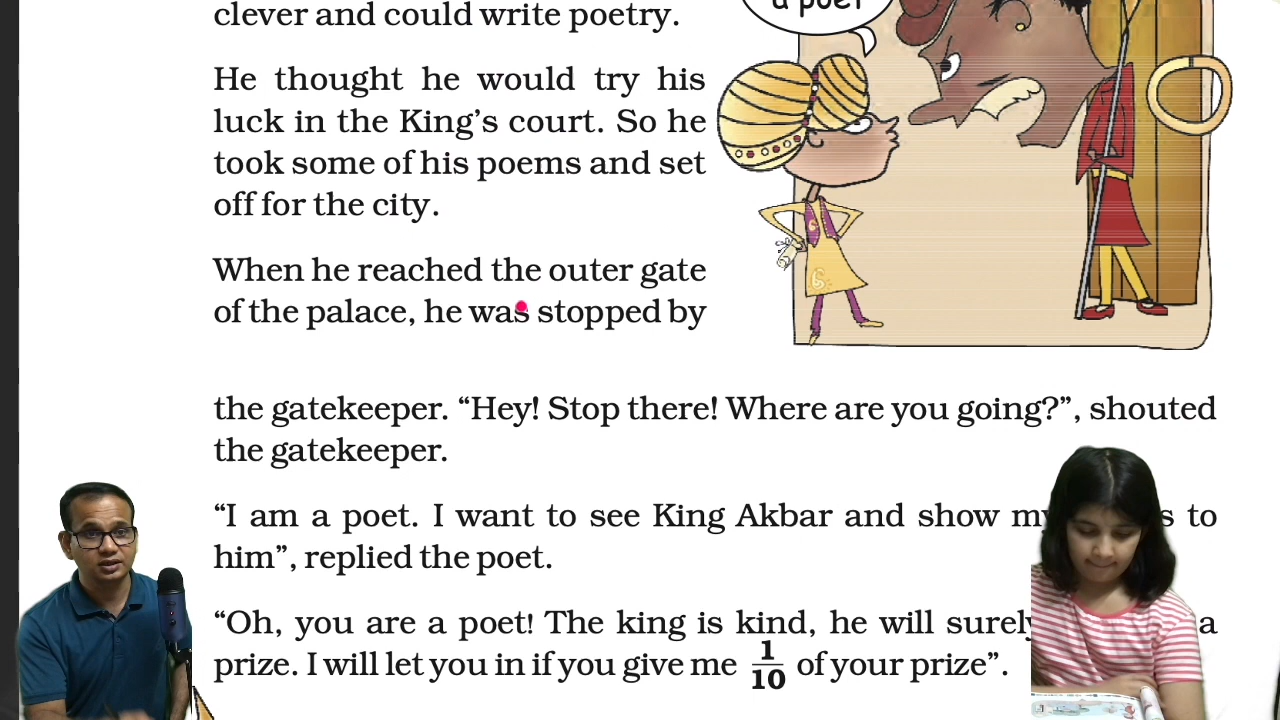 clever and could write poetry.
a poet
He thought he would try his
luck in the King's court. So he
took some of his poems and set
off for the city.
When he reached the outer gate
of the palace, he was stopped by
the gatekeeper. “Hey! Stop there! Where are you going?”, shouted
the gatekeeper.
“I am a poet. I want to see King Akbar and show to
him”, replied the poet.
“Oh, you are a poet! The king is kind, he will surely a
prize. I will let you in if you give me 1/10 of your prize”.